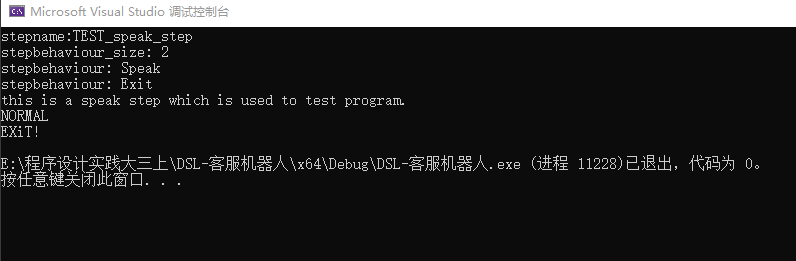 Microsoft Visual Studio 调试控制台
stepname:TEST_speak_step
stepbehaviour_size: 2
stepbehaviour: Speak
stepbehaviour: Exit
this is a speak step which is used to test program.
NORMAL
EXiT!
E:\程序设计实践大三上\DSL-客服机器人\x64\Debug\DSL-客服机器人.exe (进程 11228)已退出，代码为 0。
按任意键关闭此窗口. . .